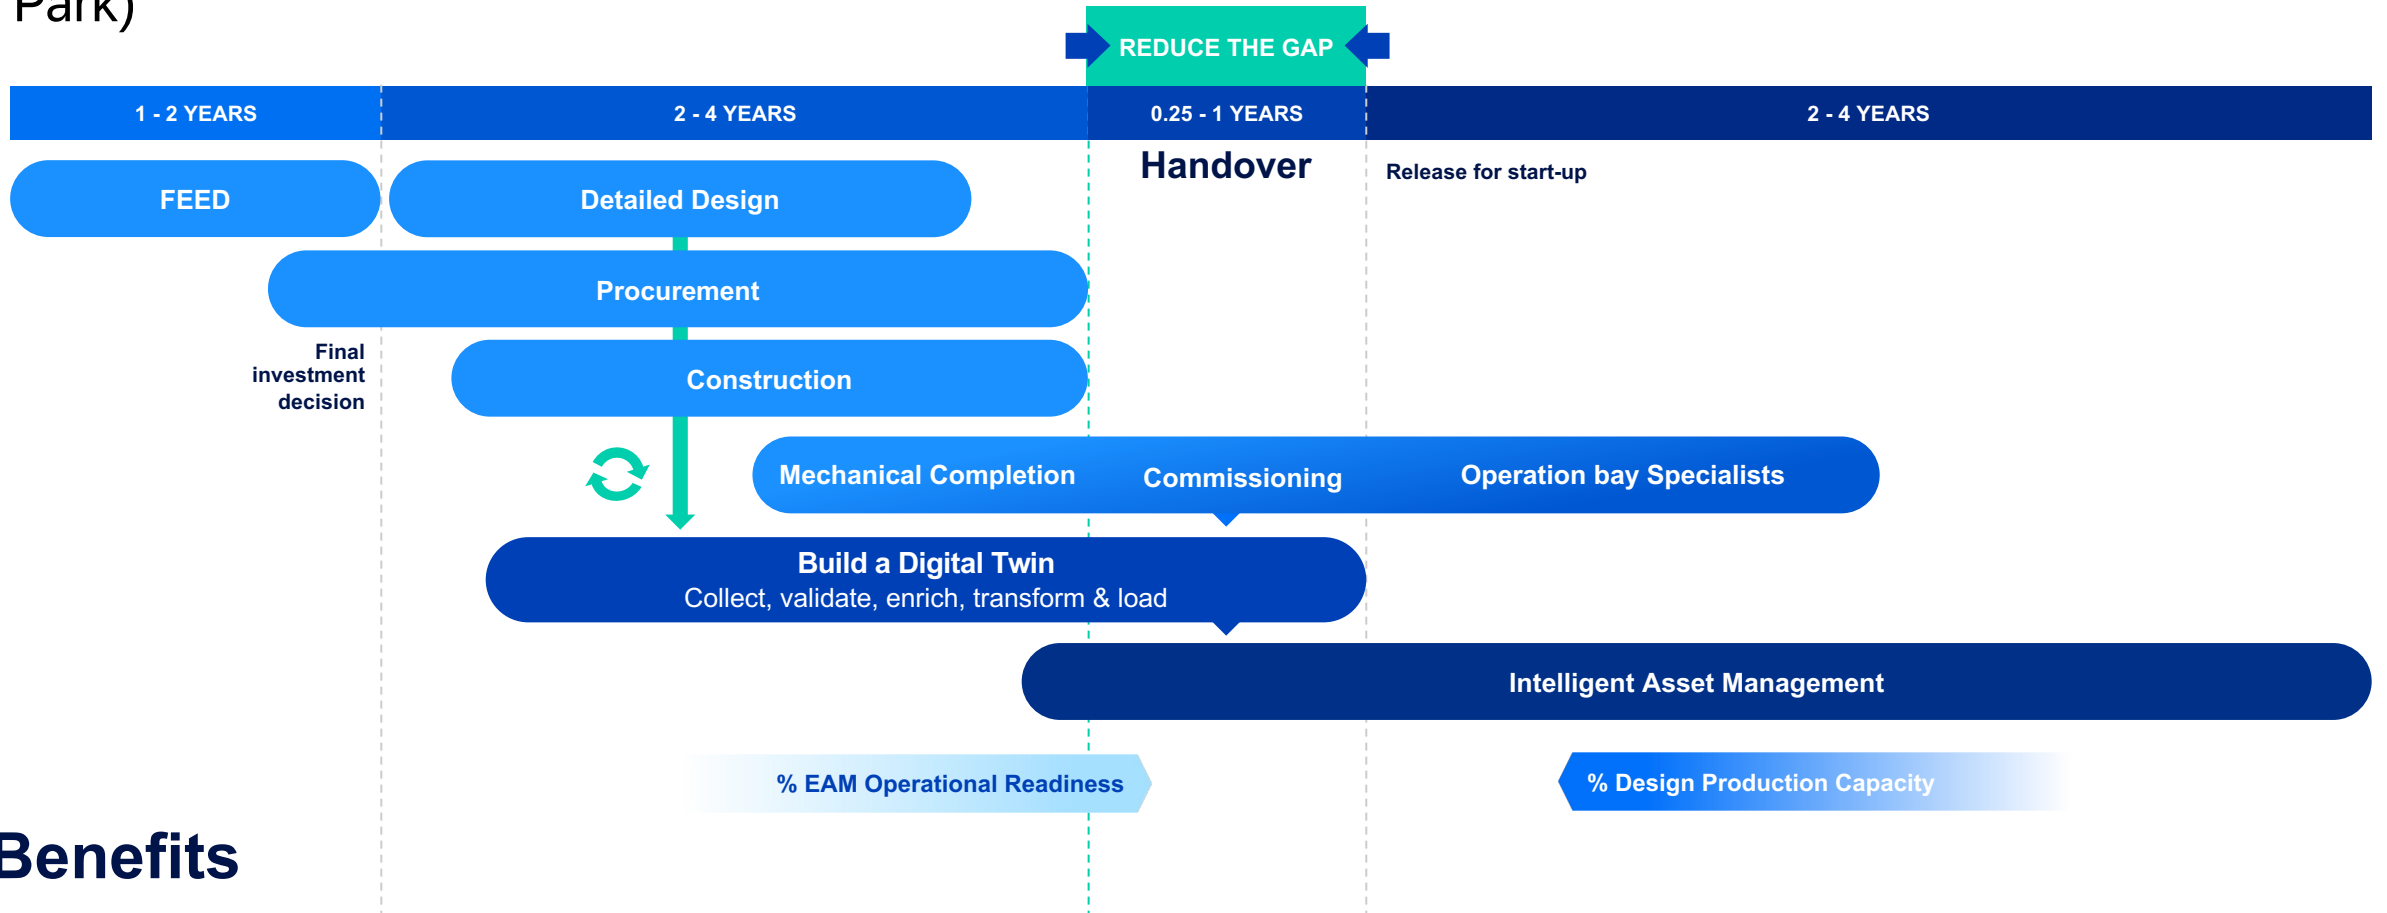 Park)
REDUCE THE GAP
1 - 2 YEARS
2 - 4 YEARS
0.25 - 1 YEARS
2 - 4 YEARS
Handover
Release for start-up
FEED
Detailed Design
Procurement
Final
investment
decision
Construction
Mechanical Completion
Commissioning
Operation bay Specialists
Build a Digital Twin
Collect, validate, enrich, transform & load
Intelligent Asset Management
% EAM Operational Readiness
% Design Production Capacity
Benefits